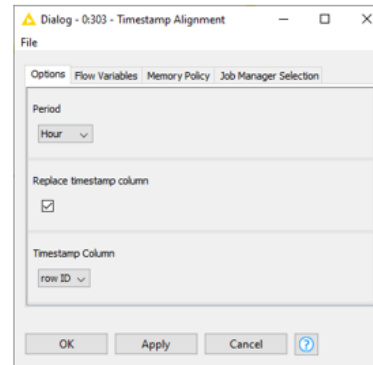 Dialog - 0:303 - Timestamp Alignment
File
Options Flow Variables Memory Policy Job Manager Selection
Period
Hour
Replace timestamp column
Timestamp Column
row ID
OK Apply Cancel ?